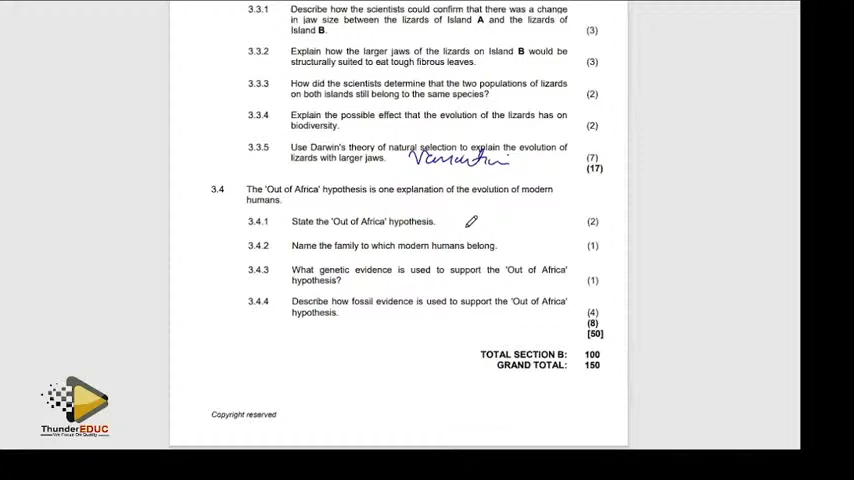 3.3.1 Describe how the scientists could confirm that there was a change
in jaw size between the lizards of Island A and the lizards of
Island B. (3)
3.3.2 Explain how the larger jaws of the lizards on Island B would be
structurally suited to eat tough fibrous leaves. (3)
3.3.3 How did the scientists determine that the two populations of lizards
on both islands still belong to the same species? (2)
3.3.4 Explain the possible effect that the evolution of the lizards has on
biodiversity. (2)
3.3.5 Use Darwin's theory of natural selection to explain the evolution of
lizards with larger jaws. (7)
(17)
3.4 The 'Out of Africa' hypothesis is one explanation of the evolution of modern
humans.
3.4.1 State the 'Out of Africa' hypothesis. (2)
3.4.2 Name the family to which modern humans belong. (1)
3.4.3 What genetic evidence is used to support the 'Out of Africa'
hypothesis? (1)
3.4.4 Describe how fossil evidence is used to support the 'Out of Africa'
hypothesis. (4)
(8)
[50]
TOTAL SECTION B: 100
GRAND TOTAL: 150
Copyright reserved
ThunderEDUC
We Focus On Quality